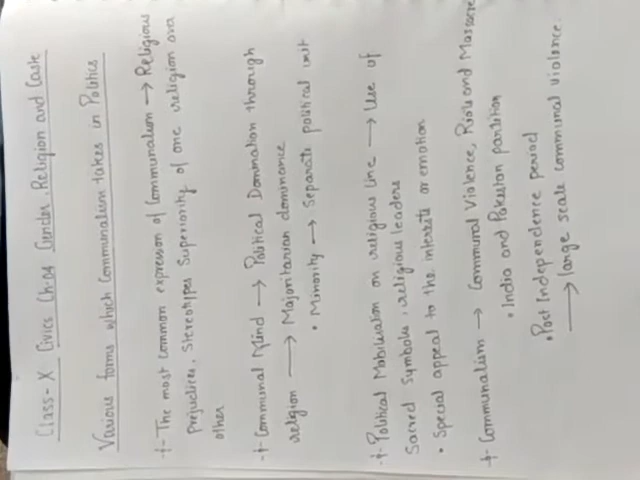 Class-X Civics Ch:04 Gender, Religion and Caste
Various forms which Communalism takes in Politics
-+- The most common expression of Communalism → Religious
Prejudices, Stereotypes Superiority of one religion over
other
-+- Communal Mind → Political Domination through
religion → Majoritarian dominance
• Minority → Separate political unit
-+- Political Mobilisation on religious line → Use of
Sacred Symbols, religious leaders
• Special appeal to the interests or emotion
-+- Communalism → Communal Violence, Riots and Massacre
• India and Pakistan partition
• Post Independence period
→ large scale communal violence.